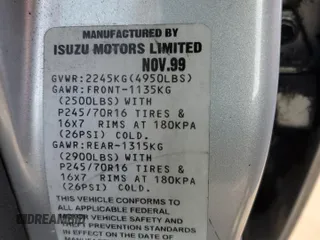 MANUFACTURED BY
ISUZU MOTORS LIMITED
NOV.99
GVWR:2245KG(4950LBS)
GAWR:FRONT-1135KG
(2500LBS) WITH
P245/70R16 TIRES &
16X7 RIMS AT 180KPA
(26PSI) COLD.
GAWR:REAR-1315KG
(2900LBS) WITH
P245/70R16 TIRES &
16X7 RIMS AT 180KPA
(26PSI) COLD.
THIS VEHICLE CONFORMS TO
ALL APPLICABLE FEDERAL
SAFETY AND
THEFT PREVENTION STANDARDS
IN EFFECT ON THE DATE OF